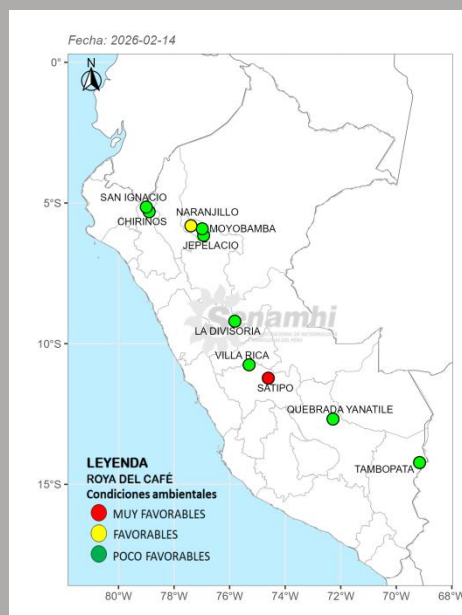 Fecha: 2026-02-14
N
0°
SAN IGNACIO
CHIRINOS
NARANJILLO
MOYOBAMBA
JEPELACIO
5°S
Senamhi
LA DIVISORIA
VILLA RICA
10°S
SATIPO
QUEBRADA YANATILE
TAMBOPATA
LEYENDA
ROYA DEL CAFÉ
Condiciones ambientales
MUY FAVORABLES
FAVORABLES
POCO FAVORABLES
15°S
80°W 78°W 76°W 74°W 72°W 70°W 68°W